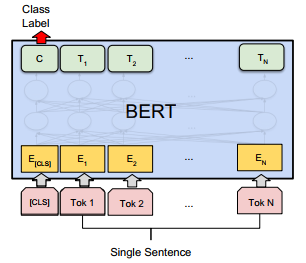 Class
Label
C T1 T2 ... TN
BERT
E[CLS] E1 E2 ... EN
[CLS] Tok 1 Tok 2 ... Tok N
Single Sentence